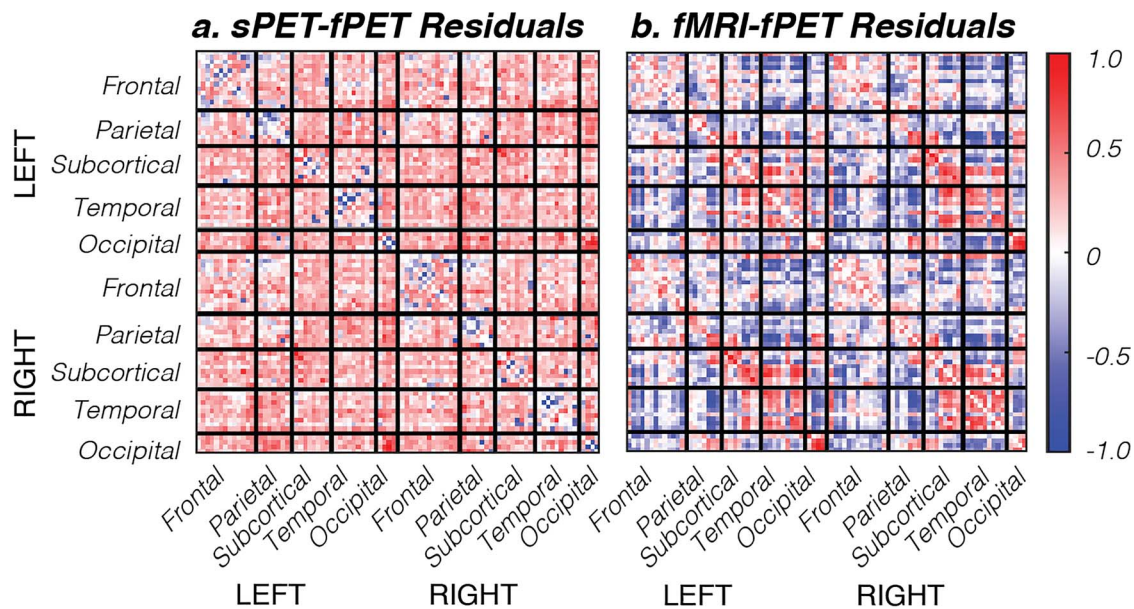 a. sPET-fPET Residuals
b. fMRI-fPET Residuals
LEFT
Frontal
Parietal
Subcortical
Temporal
Occipital
RIGHT
Frontal
Parietal
Subcortical
Temporal
Occipital
1.0
0.5
0
-0.5
-1.0
Frontal
Parietal
Subcortical
Temporal
Occipital
Frontal
Parietal
Subcortical
Temporal
Occipital
LEFT
RIGHT
Frontal
Parietal
Subcortical
Temporal
Occipital
Frontal
Parietal
Subcortical
Temporal
Occipital
LEFT
RIGHT